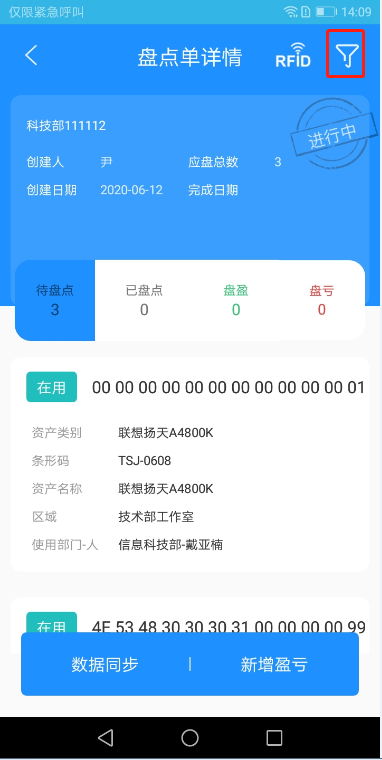 仅限紧急呼叫 14:09
盘点单详情 RFID
科技部111112
进行中
创建人 尹 应盘总数 3
创建日期 2020-06-12 完成日期
待盘点 已盘点 盘盈 盘亏
3 0 0 0
在用 00 00 00 00 00 00 00 00 00 00 00 01
资产类别 联想扬天A4800K
条形码 TSJ-0608
资产名称 联想扬天A4800K
区域 技术部工作室
使用部门-人 信息科技部-戴亚楠
在用 4E 53 48 30 30 30 31 00 00 00 00 99
数据同步 | 新增盈亏